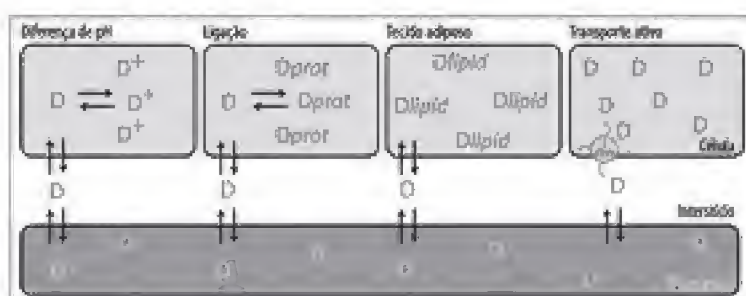 Diferença de pH
Ligação
Tecido adiposo
Transporte ativo
D D+ D+ D+
D Dprot Dprot Dprot
Dlipid Dlipid Dlipid Dlipid
D D D D D D D
Célula
D D D D
Interstício